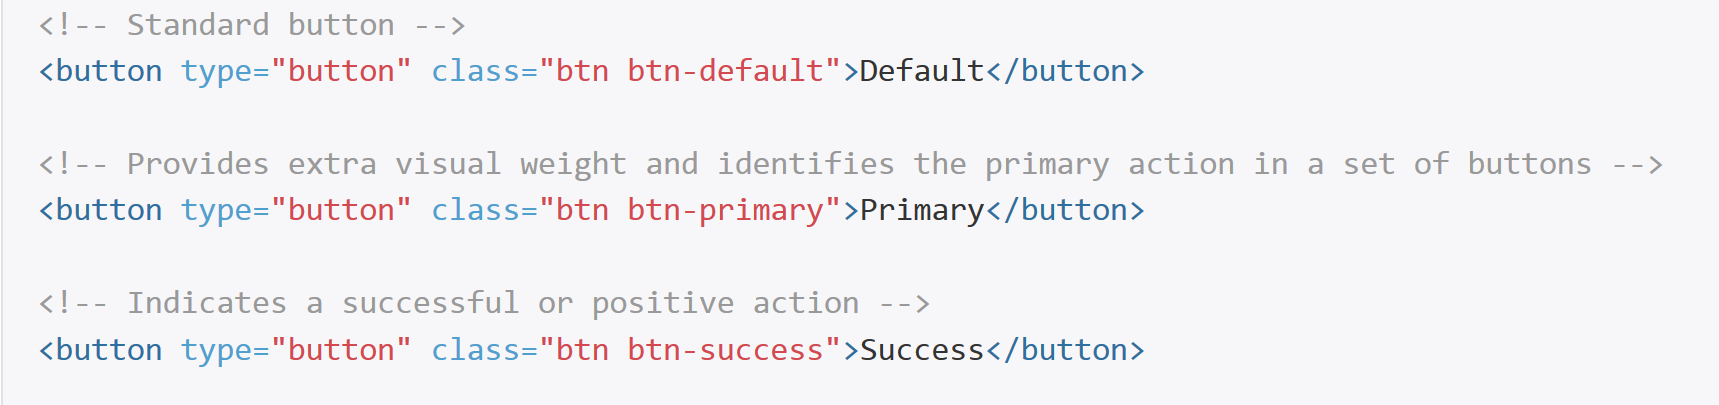 <!-- Standard button -->
<button type="button" class="btn btn-default">Default</button>
<!-- Provides extra visual weight and identifies the primary action in a set of buttons -->
<button type="button" class="btn btn-primary">Primary</button>
<!-- Indicates a successful or positive action -->
<button type="button" class="btn btn-success">Success</button>